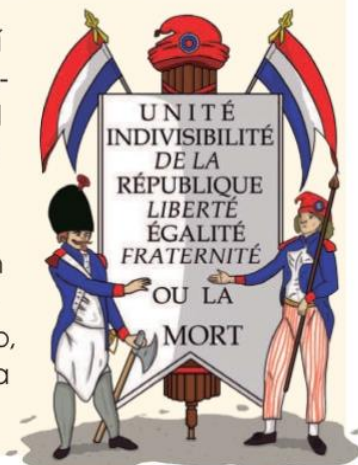 UNITÉ
INDIVISIBILITÉ
DE LA
RÉPUBLIQUE
LIBERTÉ
ÉGALITÉ
FRATERNITÉ
OU LA
MORT